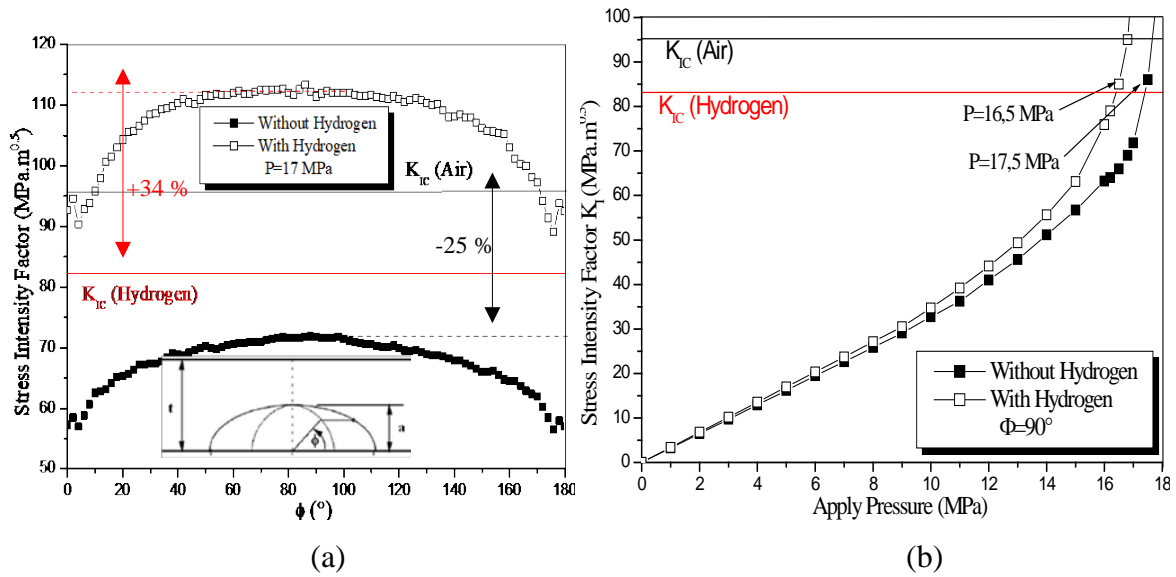 120
110
100
90
80
70
60
50
Stress Intensity Factor (MPa.m^0.5)
Without Hydrogen
With Hydrogen
P=17 MPa
K_IC (Air)
+34 %
-25 %
K_IC (Hydrogen)
t
a
ϕ
0 20 40 60 80 100 120 140 160 180
ϕ (°)
(a)
100
90
80
70
60
50
40
30
20
10
0
Stress Intensity Factor K_I (MPa.m^0.5)
K_IC (Air)
K_IC (Hydrogen)
P=16,5 MPa
P=17,5 MPa
Without Hydrogen
With Hydrogen
Φ=90°
0 2 4 6 8 10 12 14 16 18
Apply Pressure (MPa)
(b)